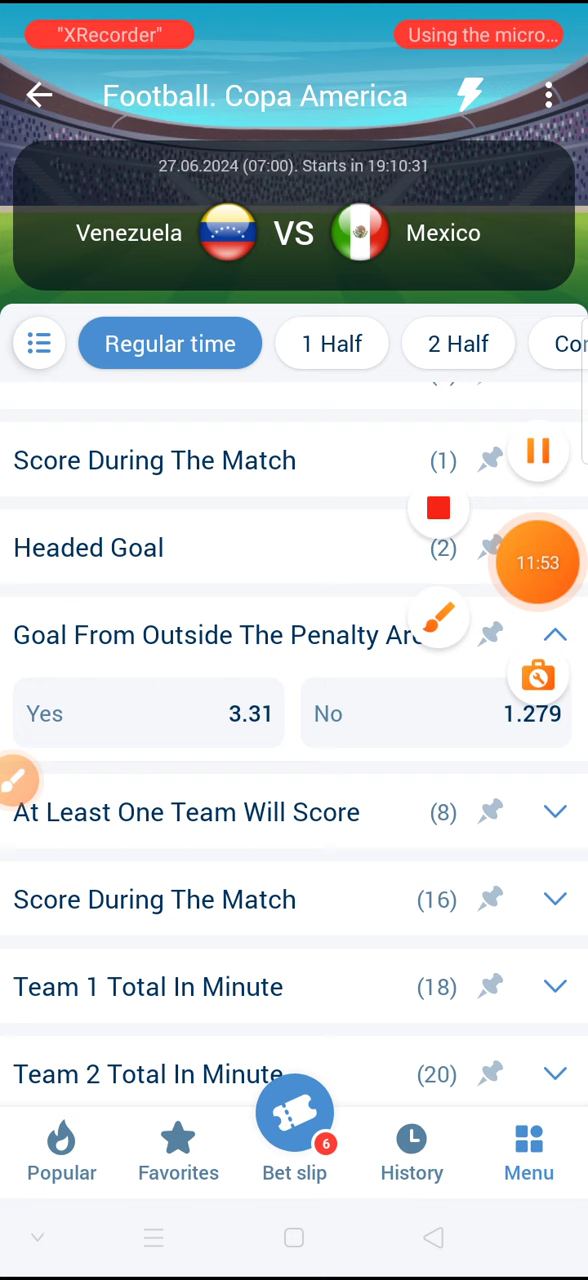 "XRecorder"
Using the micro...
Football. Copa America
27.06.2024 (07:00). Starts in 19:10:31
Venezuela VS Mexico
Regular time
1 Half
2 Half
Score During The Match (1)
Headed Goal (2)
11:53
Goal From Outside The Penalty Are
Yes 3.31
No 1.279
At Least One Team Will Score (8)
Score During The Match (16)
Team 1 Total In Minute (18)
Team 2 Total In Minute (20)
6
Popular
Favorites
Bet slip
History
Menu